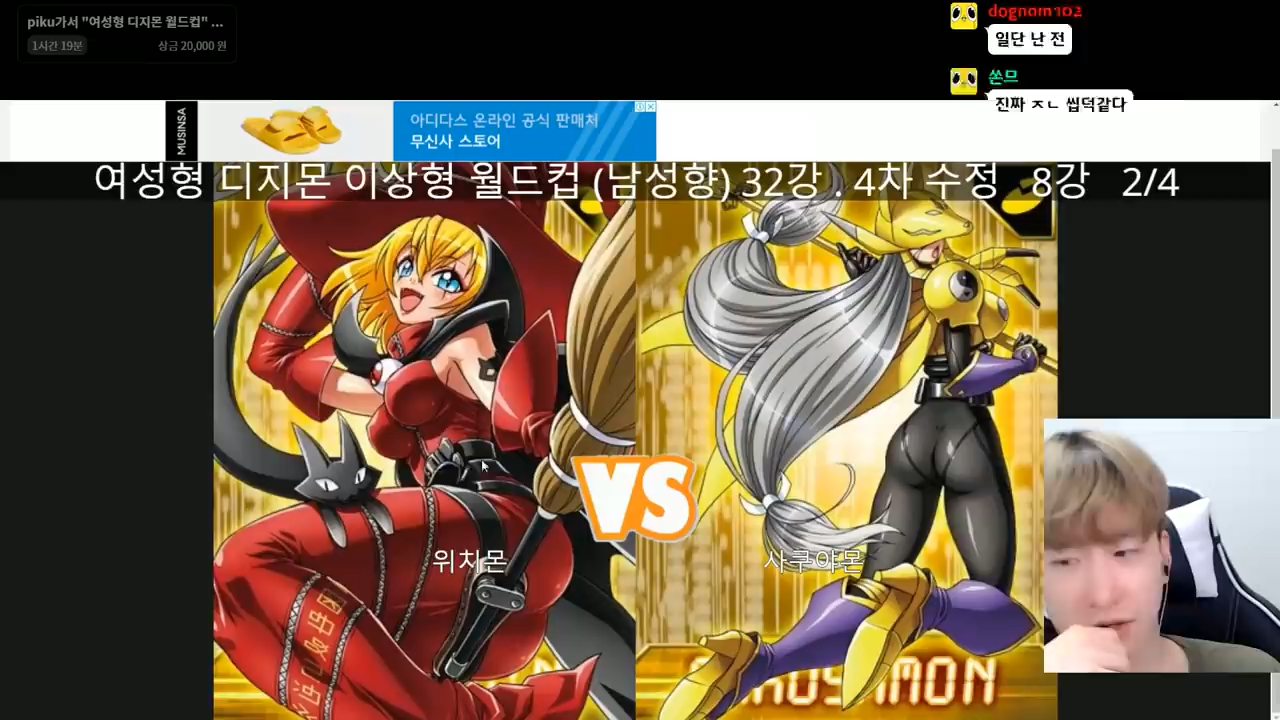 piku가서 "여성형 디지몬 월드컵" ...
1시간 19분
상금 20,000 원
dognom102
일단 난 전
쏜므
진짜 ㅈㄴ 씹덕같다
MUSINSA
아디다스 온라인 공식 판매처
무신사 스토어
여성형 디지몬 이상형 월드컵 (남성향) 32강 . 4차 수정 8강 2/4
VS
위치몬
사쿠야몬